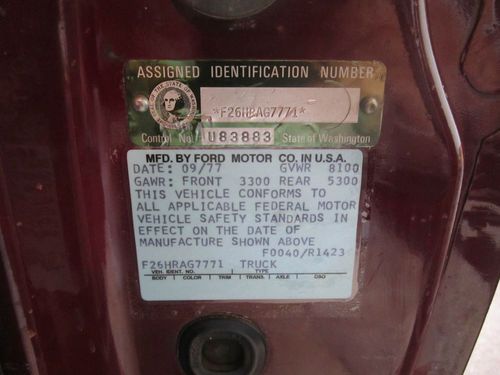 ASSIGNED IDENTIFICATION NUMBER
*F26HRAG7771*
Control No. U83883 State of Washington
MFD. BY FORD MOTOR CO. IN U.S.A.
DATE: 09/77 GVWR 8100
GAWR: FRONT 3300 REAR 5300
THIS VEHICLE CONFORMS TO
ALL APPLICABLE FEDERAL MOTOR
VEHICLE SAFETY STANDARDS IN
EFFECT ON THE DATE OF
MANUFACTURE SHOWN ABOVE
F0040/R1423
F26HRAG7771 TRUCK
VEH. IDENT. NO. TYPE
BODY COLOR TRIM TRANS. AXLE DSO